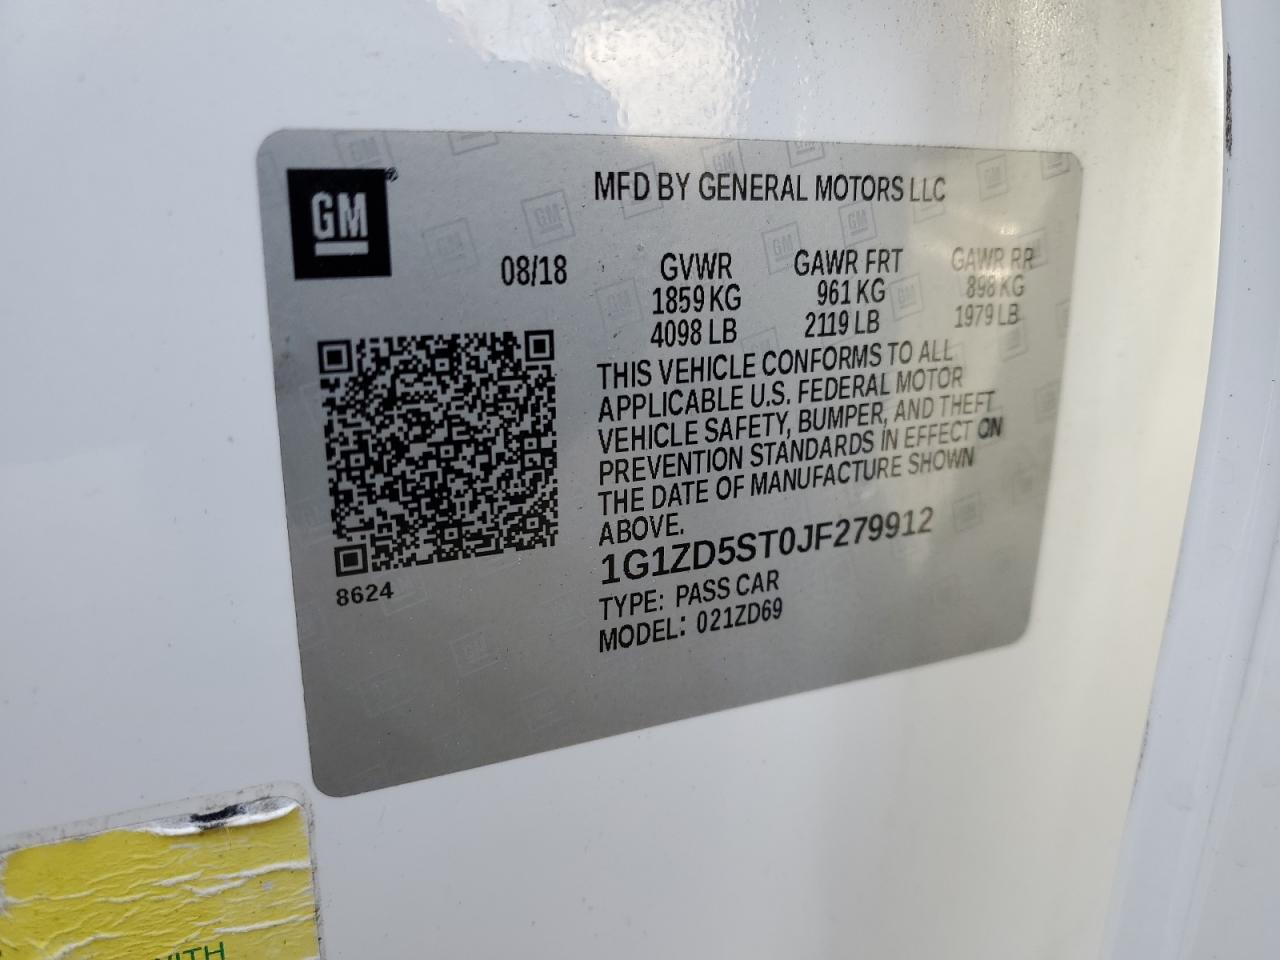 GM®
MFD BY GENERAL MOTORS LLC
08/18
GVWR GAWR FRT GAWR RR
1859 KG 961 KG 898 KG
4098 LB 2119 LB 1979 LB
THIS VEHICLE CONFORMS TO ALL
APPLICABLE U.S. FEDERAL MOTOR
VEHICLE SAFETY, BUMPER, AND THEFT
PREVENTION STANDARDS IN EFFECT ON
THE DATE OF MANUFACTURE SHOWN
ABOVE.
1G1ZD5ST0JF279912
TYPE: PASS CAR
MODEL: 021ZD69
8624
WITH